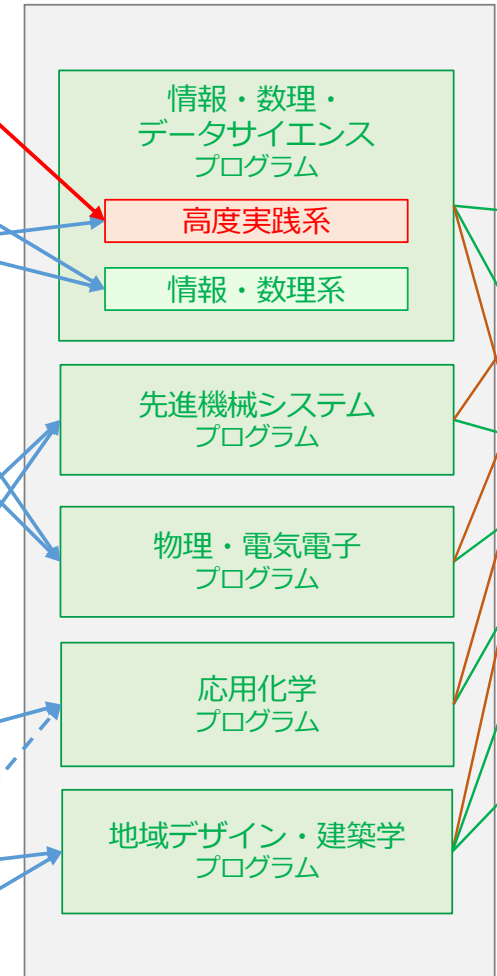 情報・数理・
データサイエンス
プログラム
高度実践系
情報・数理系
先進機械システム
プログラム
物理・電気電子
プログラム
応用化学
プログラム
地域デザイン・建築学
プログラム